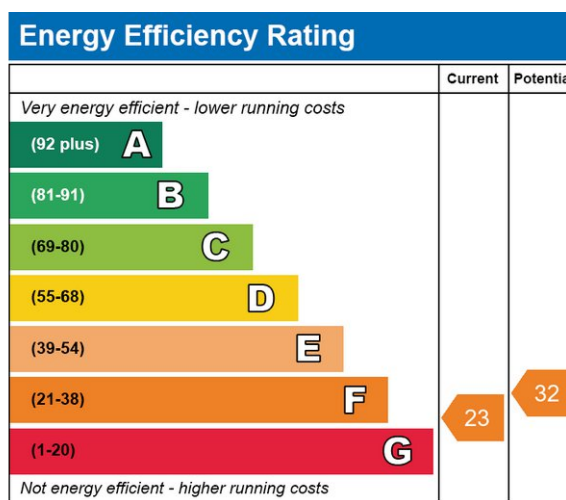 Energy Efficiency Rating
Current Potentia
Very energy efficient - lower running costs
(92 plus) A
(81-91) B
(69-80) C
(55-68) D
(39-54) E
(21-38) F
23 32
(1-20) G
Not energy efficient - higher running costs